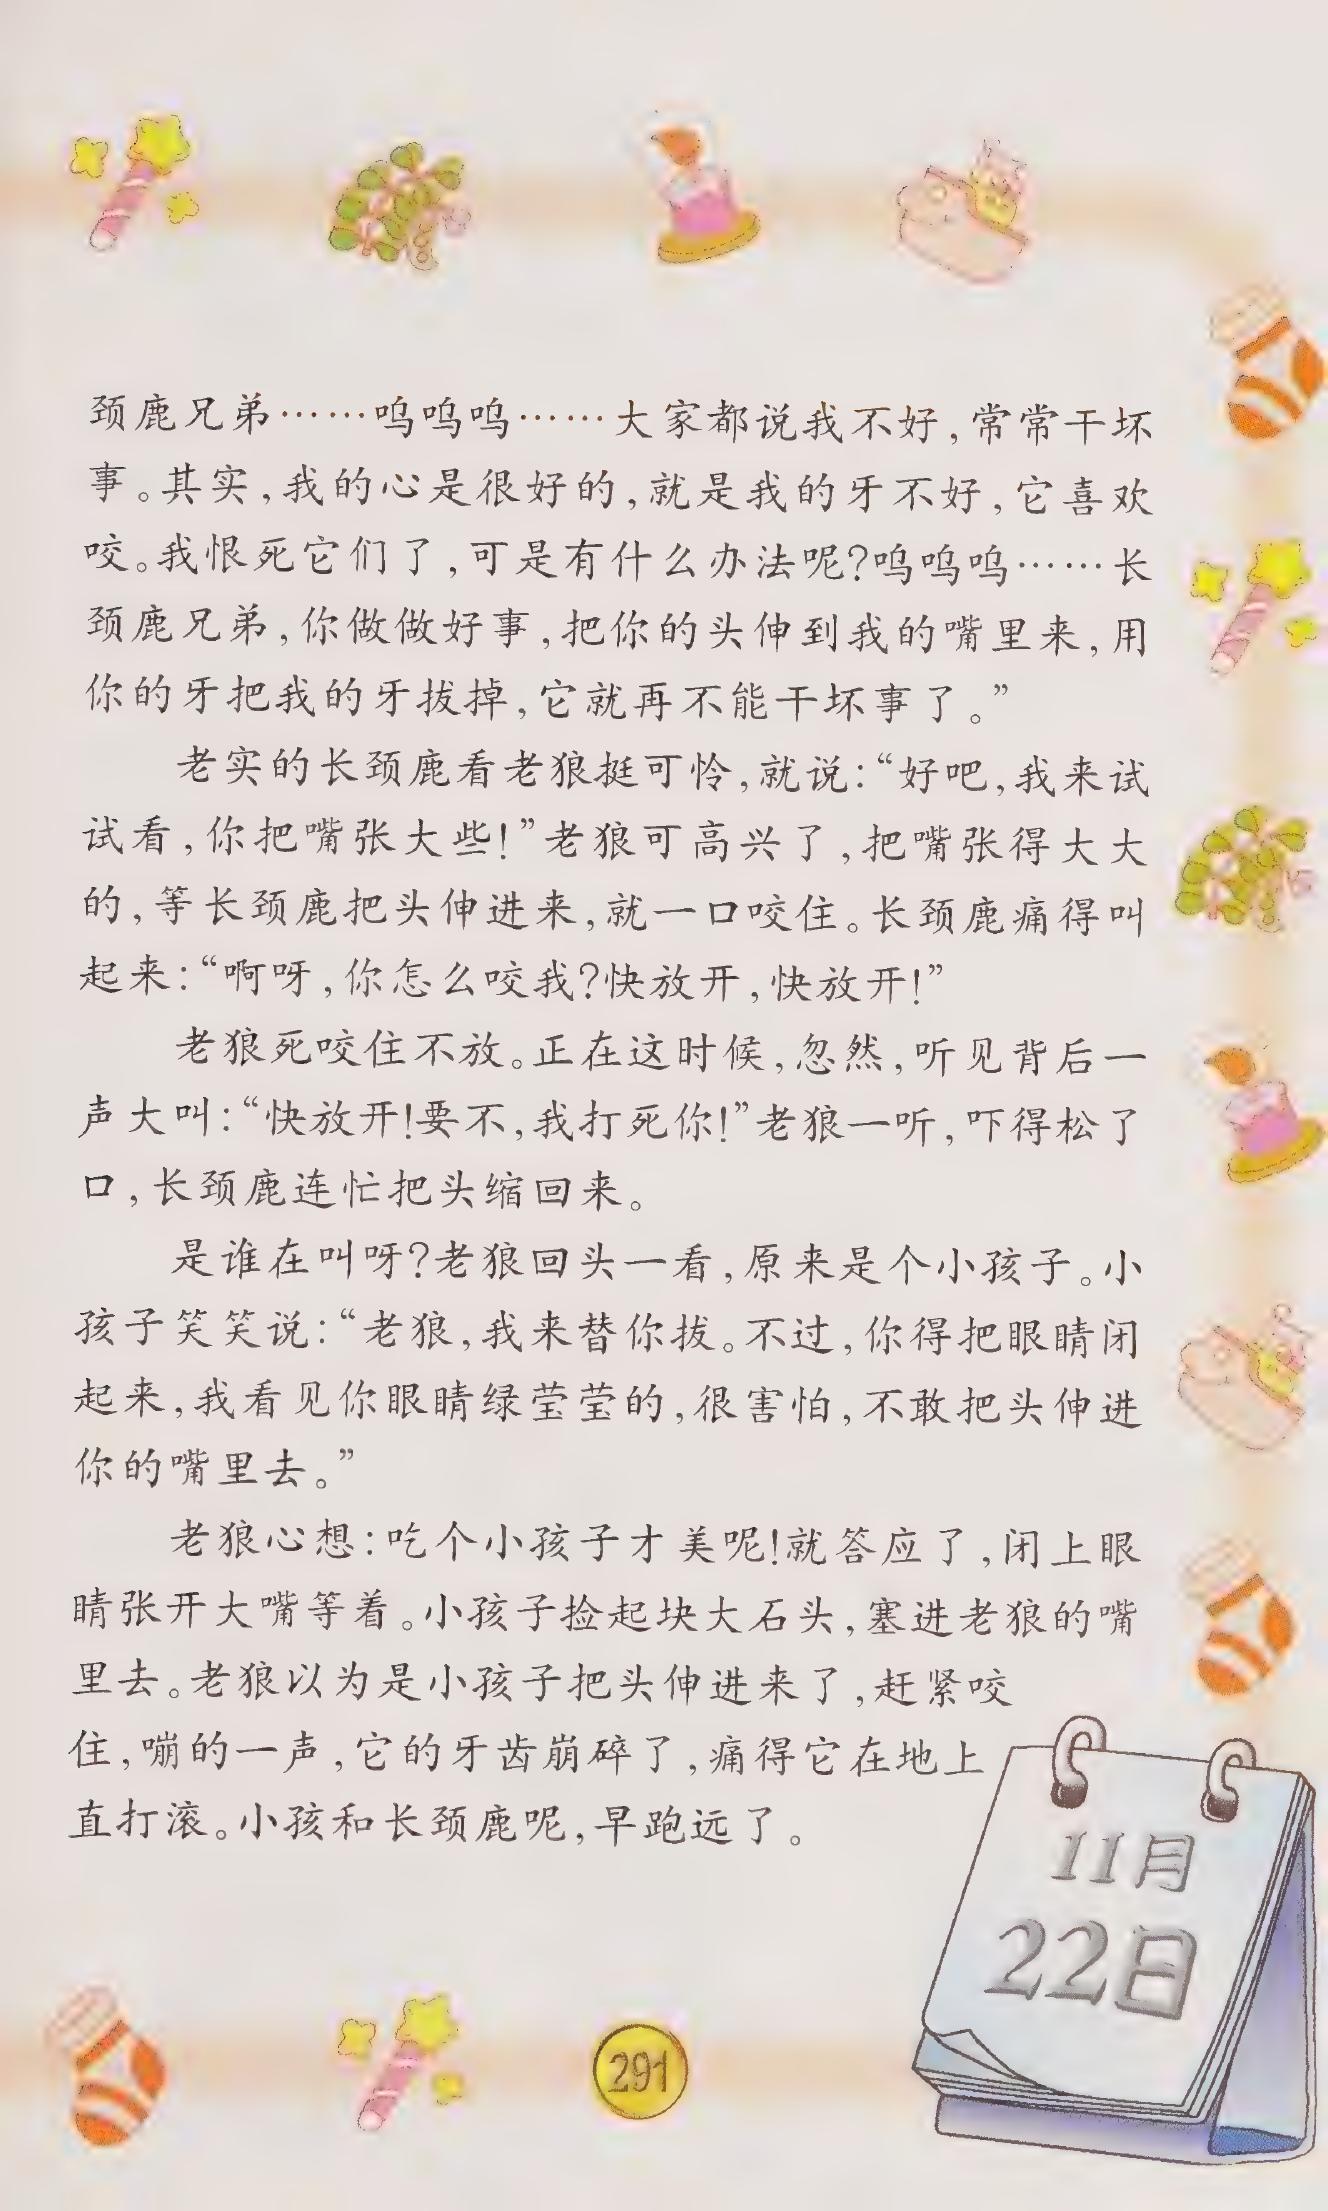 颈鹿兄弟……呜呜呜……大家都说我不好,常常干坏
事。其实,我的心是很好的,就是我的牙不好,它喜欢
咬。我恨死它们了,可是有什么办法呢?呜呜呜……长
颈鹿兄弟,你做做好事,把你的头伸到我的嘴里来,用
你的牙把我的牙拔掉,它就再不能干坏事了。”
老实的长颈鹿看老狼挺可怜,就说:“好吧,我来试
试看,你把嘴张大些!”老狼可高兴了,把嘴张得大大
的,等长颈鹿把头伸进来,就一口咬住。长颈鹿痛得叫
起来:“啊呀,你怎么咬我?快放开,快放开!”
老狼死咬住不放。正在这时候,忽然,听见背后一
声大叫:“快放开!要不,我打死你!”老狼一听,吓得松了
口,长颈鹿连忙把头缩回来。
是谁在叫呀?老狼回头一看,原来是个小孩子。小
孩子笑笑说:“老狼,我来替你拔。不过,你得把眼睛闭
起来,我看见你眼睛绿莹莹的,很害怕,不敢把头伸进
你的嘴里去。”
老狼心想:吃个小孩子才美呢!就答应了,闭上眼
睛张开大嘴等着。小孩子捡起块大石头,塞进老狼的嘴
里去。老狼以为是小孩子把头伸进来了,赶紧咬
住,嘣的一声,它的牙齿崩碎了,痛得它在地上
直打滚。小孩和长颈鹿呢,早跑远了。
11月
22日
291